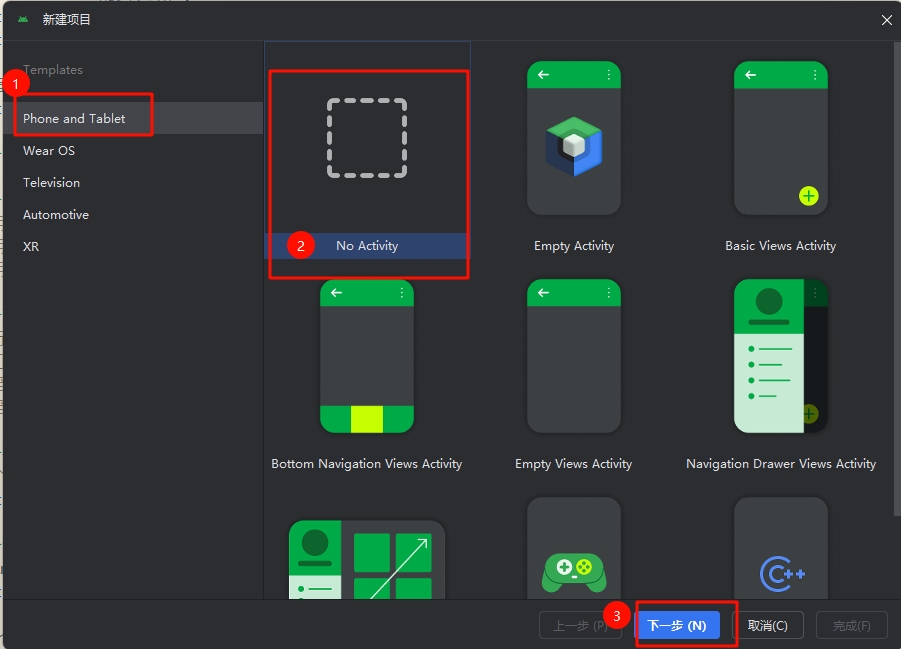 新建项目
Templates
1
Phone and Tablet
Wear OS
Television
Automotive
XR
2
No Activity
Empty Activity
Basic Views Activity
Bottom Navigation Views Activity
Empty Views Activity
Navigation Drawer Views Activity
C++
上一步 (P)
3
下一步 (N)
取消(C)
完成(F)